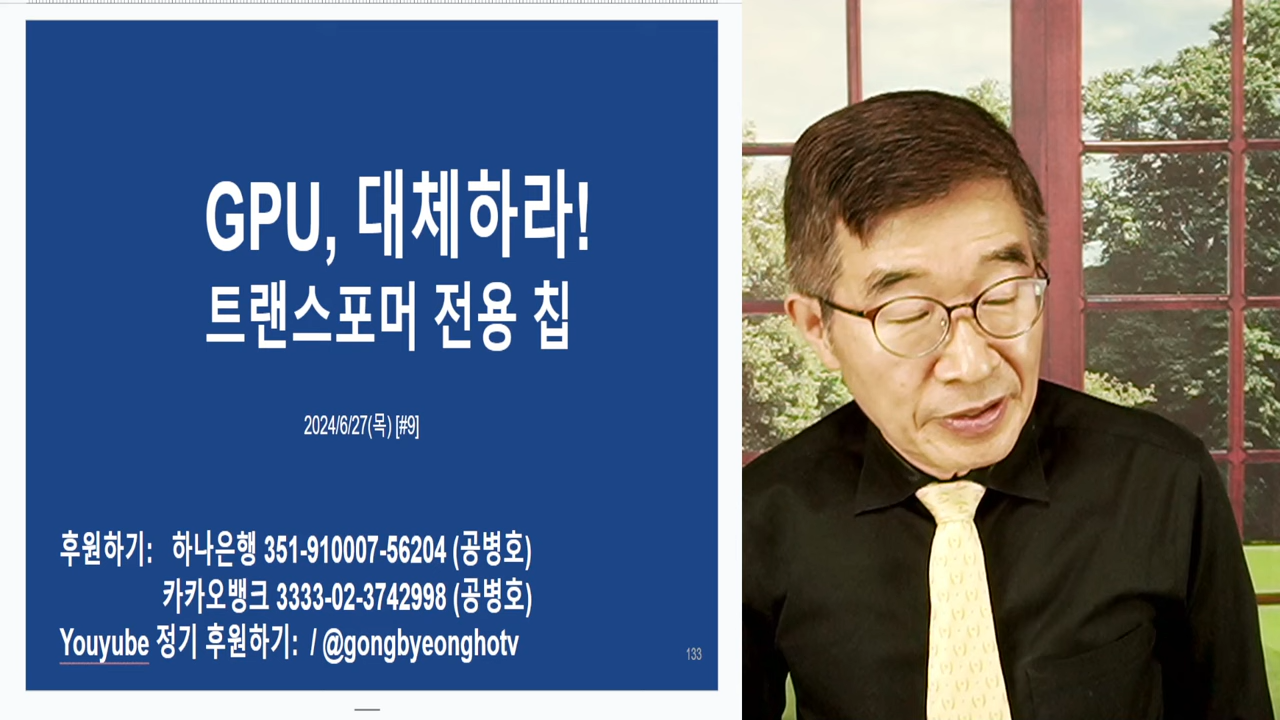 GPU, 대체하라!
트랜스포머 전용 칩
2024/6/27(목) [#9]
후원하기: 하나은행 351-910007-56204 (공병호)
카카오뱅크 3333-02-3742998 (공병호)
Youyube 정기 후원하기: / @gongbyeonghotv
133